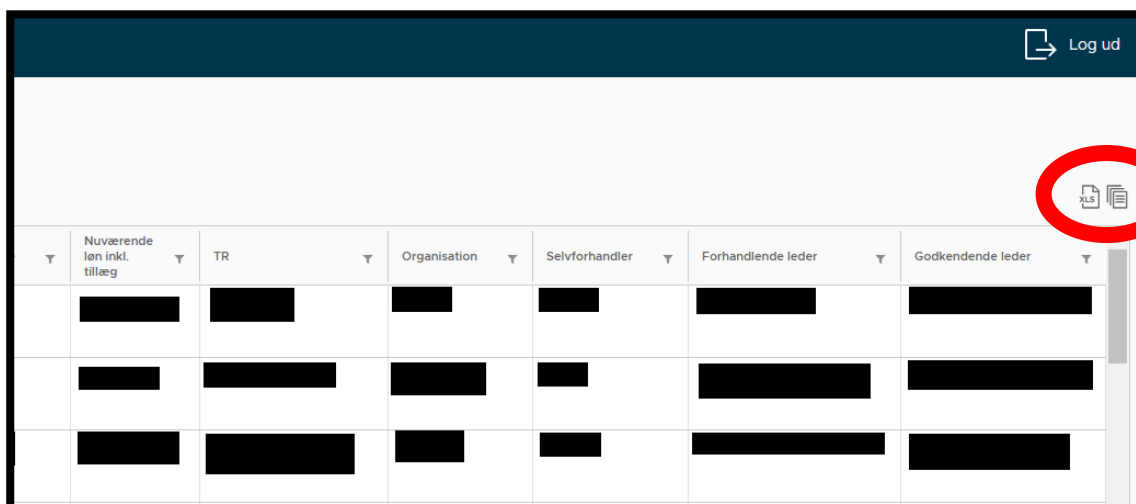 Log ud
XLS
Nuværende
løn inkl.
tillæg
TR
Organisation
Selvforhandler
Forhandlende leder
Godkendende leder